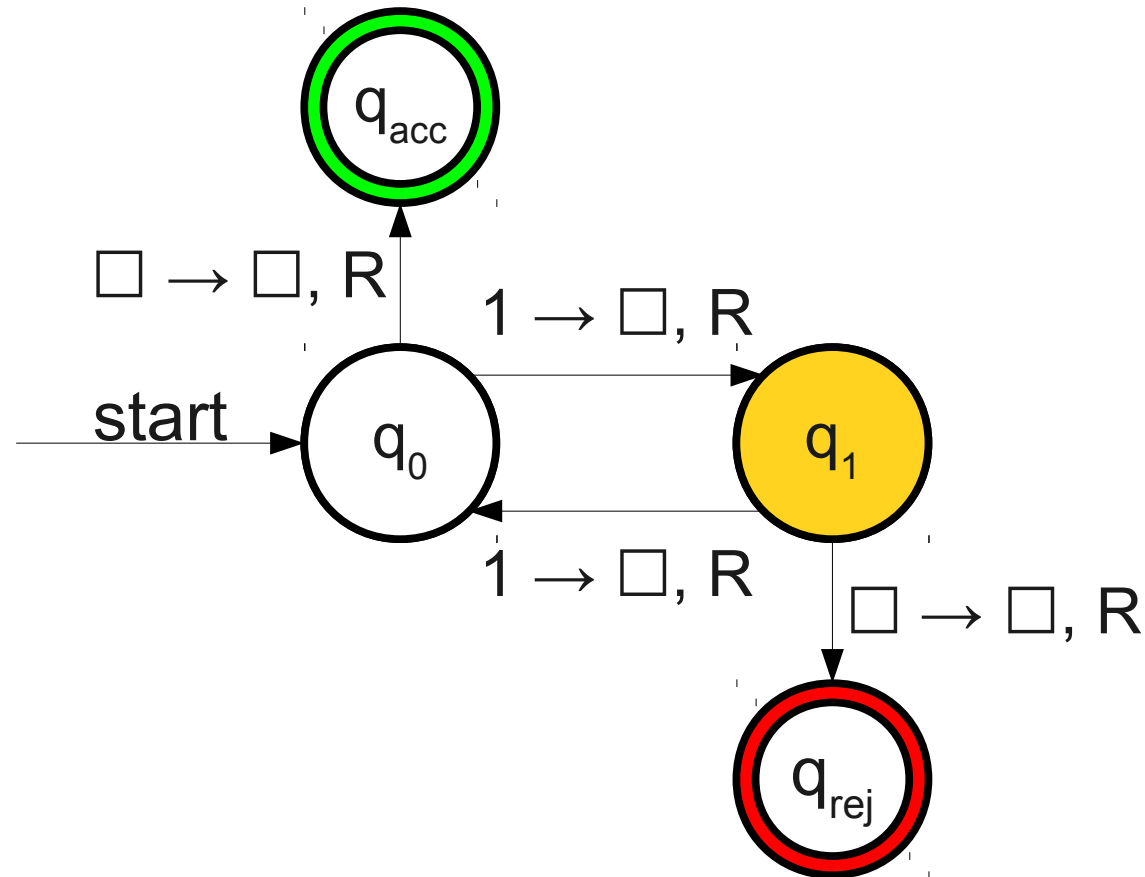 q_acc
□ → □, R
1 → □, R
start
q_0
q_1
1 → □, R
□ → □, R
q_rej